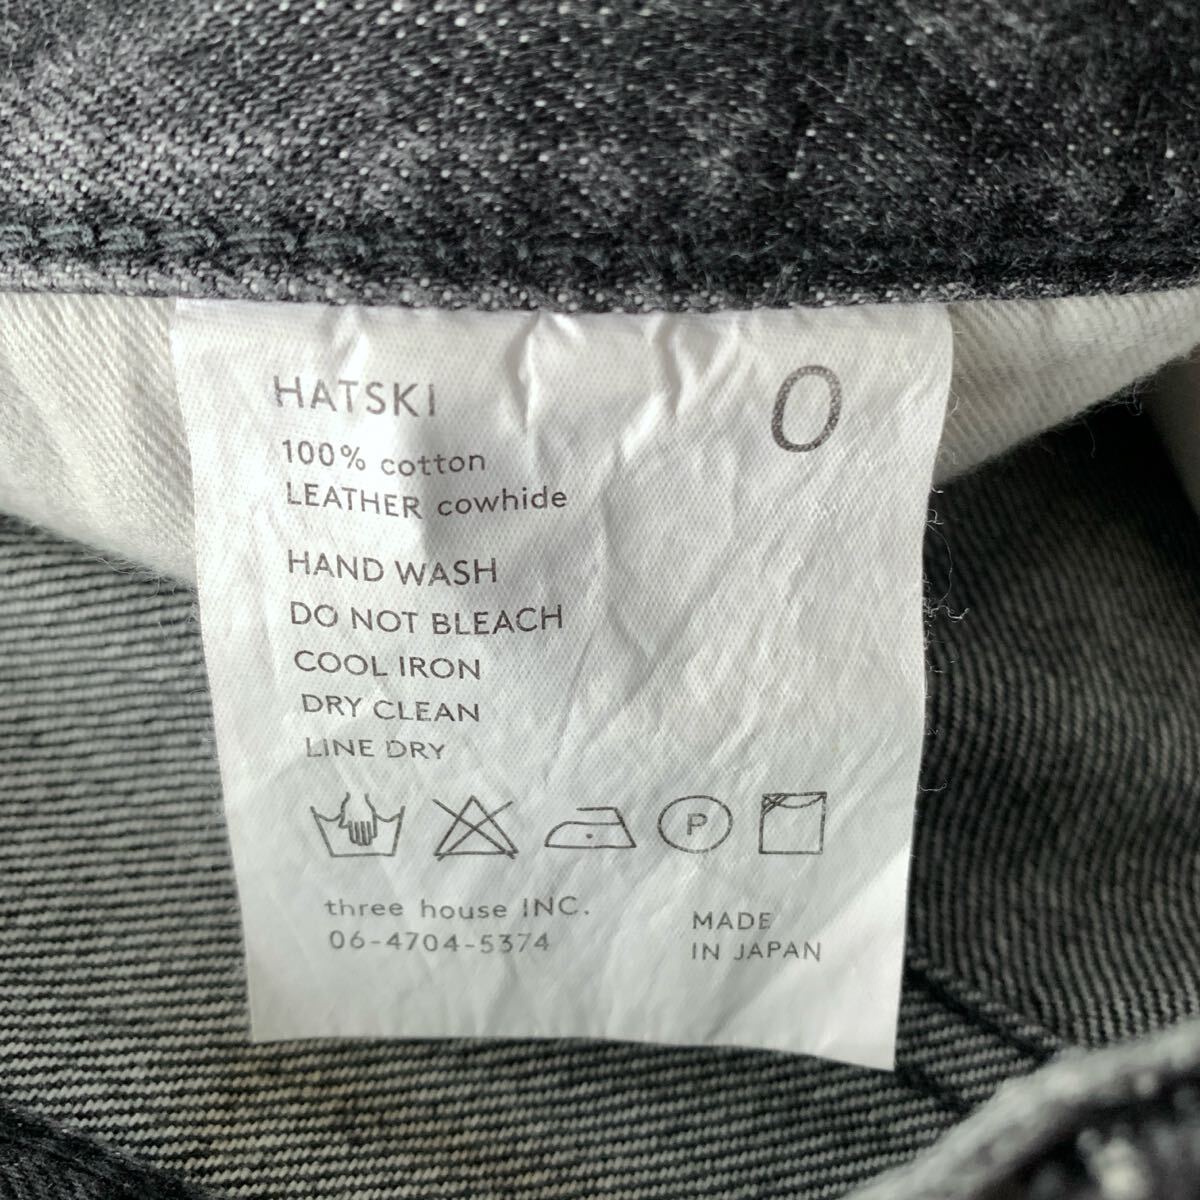 HATSKI
0
100% cotton
LEATHER cowhide
HAND WASH
DO NOT BLEACH
COOL IRON
DRY CLEAN
LINE DRY
P
three house INC.
06-4704-5374
MADE
IN JAPAN